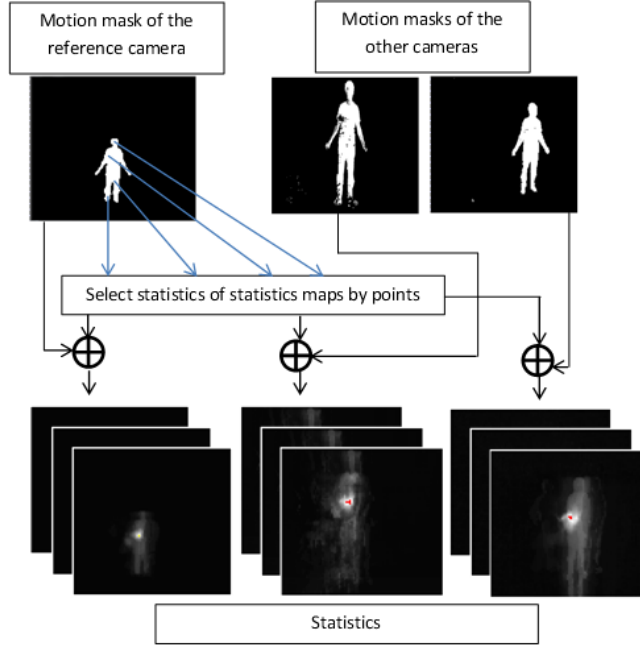 Motion mask of the
reference camera
Motion masks of the
other cameras
Select statistics of statistics maps by points
Statistics